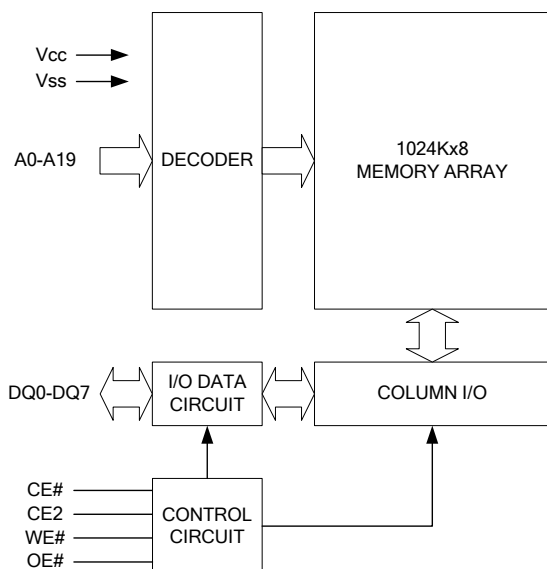 Vcc
Vss
A0-A19
DECODER
1024Kx8
MEMORY ARRAY
DQ0-DQ7
I/O DATA
CIRCUIT
COLUMN I/O
CE#
CE2
WE#
OE#
CONTROL
CIRCUIT